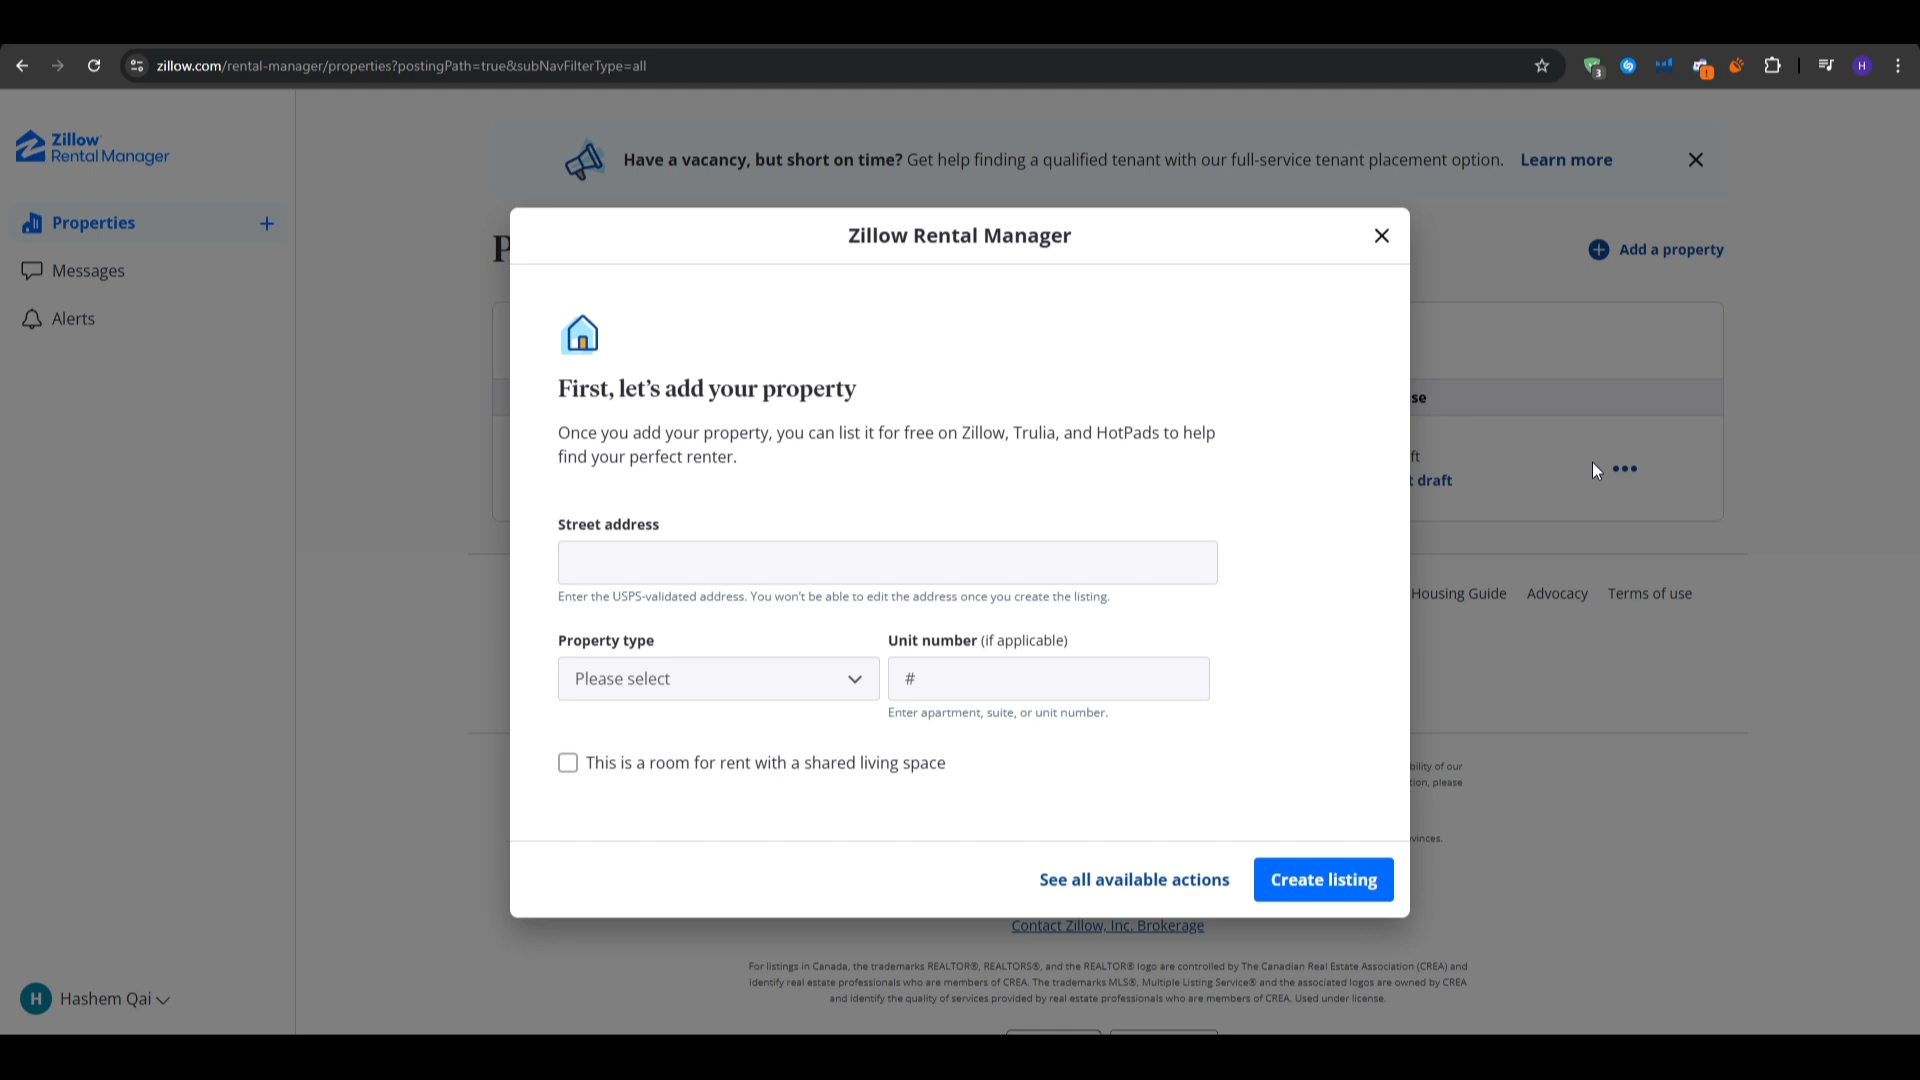 zillow.com/rental-manager/properties?postingPath=true&subNavFilterType=all
3
H
Zillow
Rental Manager
Have a vacancy, but short on time? Get help finding a qualified tenant with our full-service tenant placement option. Learn more
Properties
Messages
Alerts
P
Add a property
Zillow Rental Manager
First, let's add your property
Once you add your property, you can list it for free on Zillow, Trulia, and HotPads to help
find your perfect renter.
se
ft
t draft
Street address
Enter the USPS-validated address. You won't be able to edit the address once you create the listing.
Housing Guide Advocacy Terms of use
Property type
Unit number (if applicable)
Please select
#
Enter apartment, suite, or unit number.
This is a room for rent with a shared living space
bility of our
tion, please
vinces.
See all available actions
Create listing
Contact Zillow, Inc. Brokerage
For listings in Canada, the trademarks REALTOR®, REALTORS®, and the REALTOR® logo are controlled by The Canadian Real Estate Association (CREA) and
identify real estate professionals who are members of CREA. The trademarks MLS®, Multiple Listing Service® and the associated logos are owned by CREA
and identify the quality of services provided by real estate professionals who are members of CREA. Used under license.
H
Hashem Qai